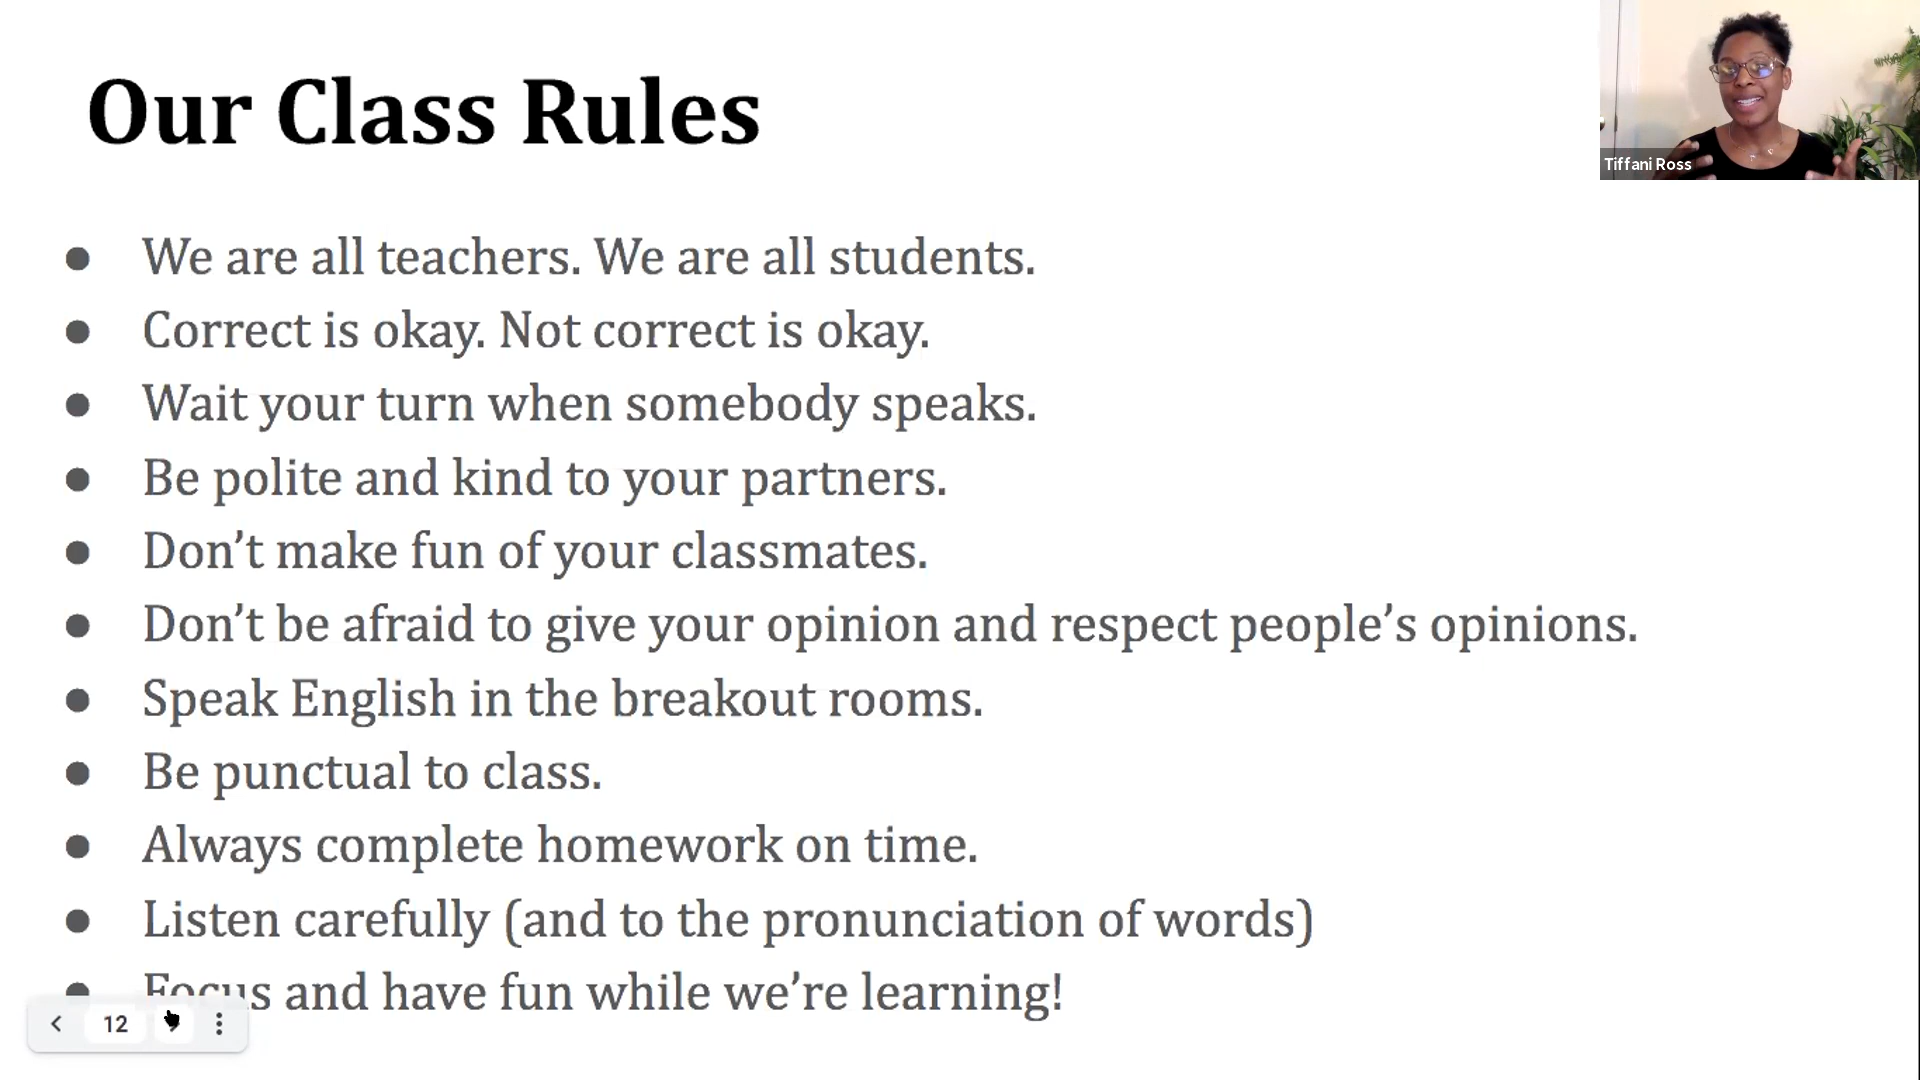 Our Class Rules
Tiffani Ross
● We are all teachers. We are all students.
● Correct is okay. Not correct is okay.
● Wait your turn when somebody speaks.
● Be polite and kind to your partners.
● Don’t make fun of your classmates.
● Don’t be afraid to give your opinion and respect people’s opinions.
● Speak English in the breakout rooms.
● Be punctual to class.
● Always complete homework on time.
● Listen carefully (and to the pronunciation of words)
● Focus and have fun while we’re learning!
12